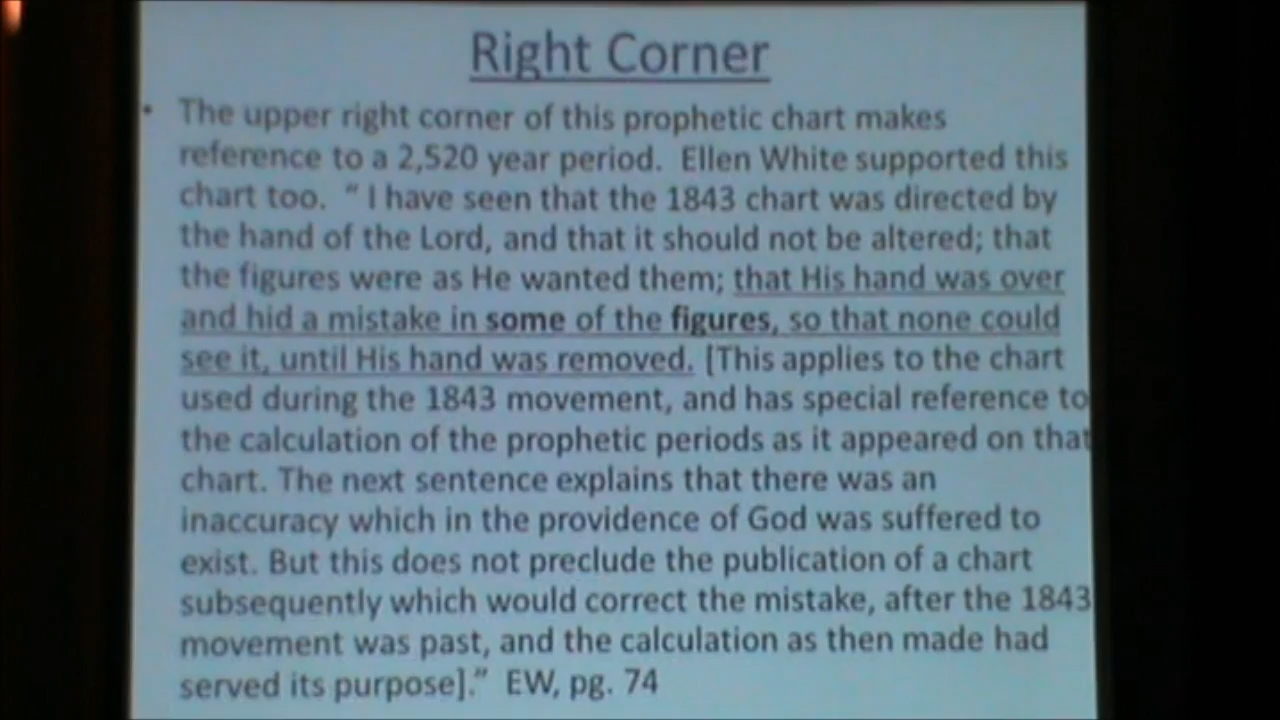 Right Corner
• The upper right corner of this prophetic chart makes
reference to a 2,520 year period. Ellen White supported this
chart too. “ I have seen that the 1843 chart was directed by
the hand of the Lord, and that it should not be altered; that
the figures were as He wanted them; that His hand was over
and hid a mistake in some of the figures, so that none could
see it, until His hand was removed. [This applies to the chart
used during the 1843 movement, and has special reference to
the calculation of the prophetic periods as it appeared on that
chart. The next sentence explains that there was an
inaccuracy which in the providence of God was suffered to
exist. But this does not preclude the publication of a chart
subsequently which would correct the mistake, after the 1843
movement was past, and the calculation as then made had
served its purpose].” EW, pg. 74